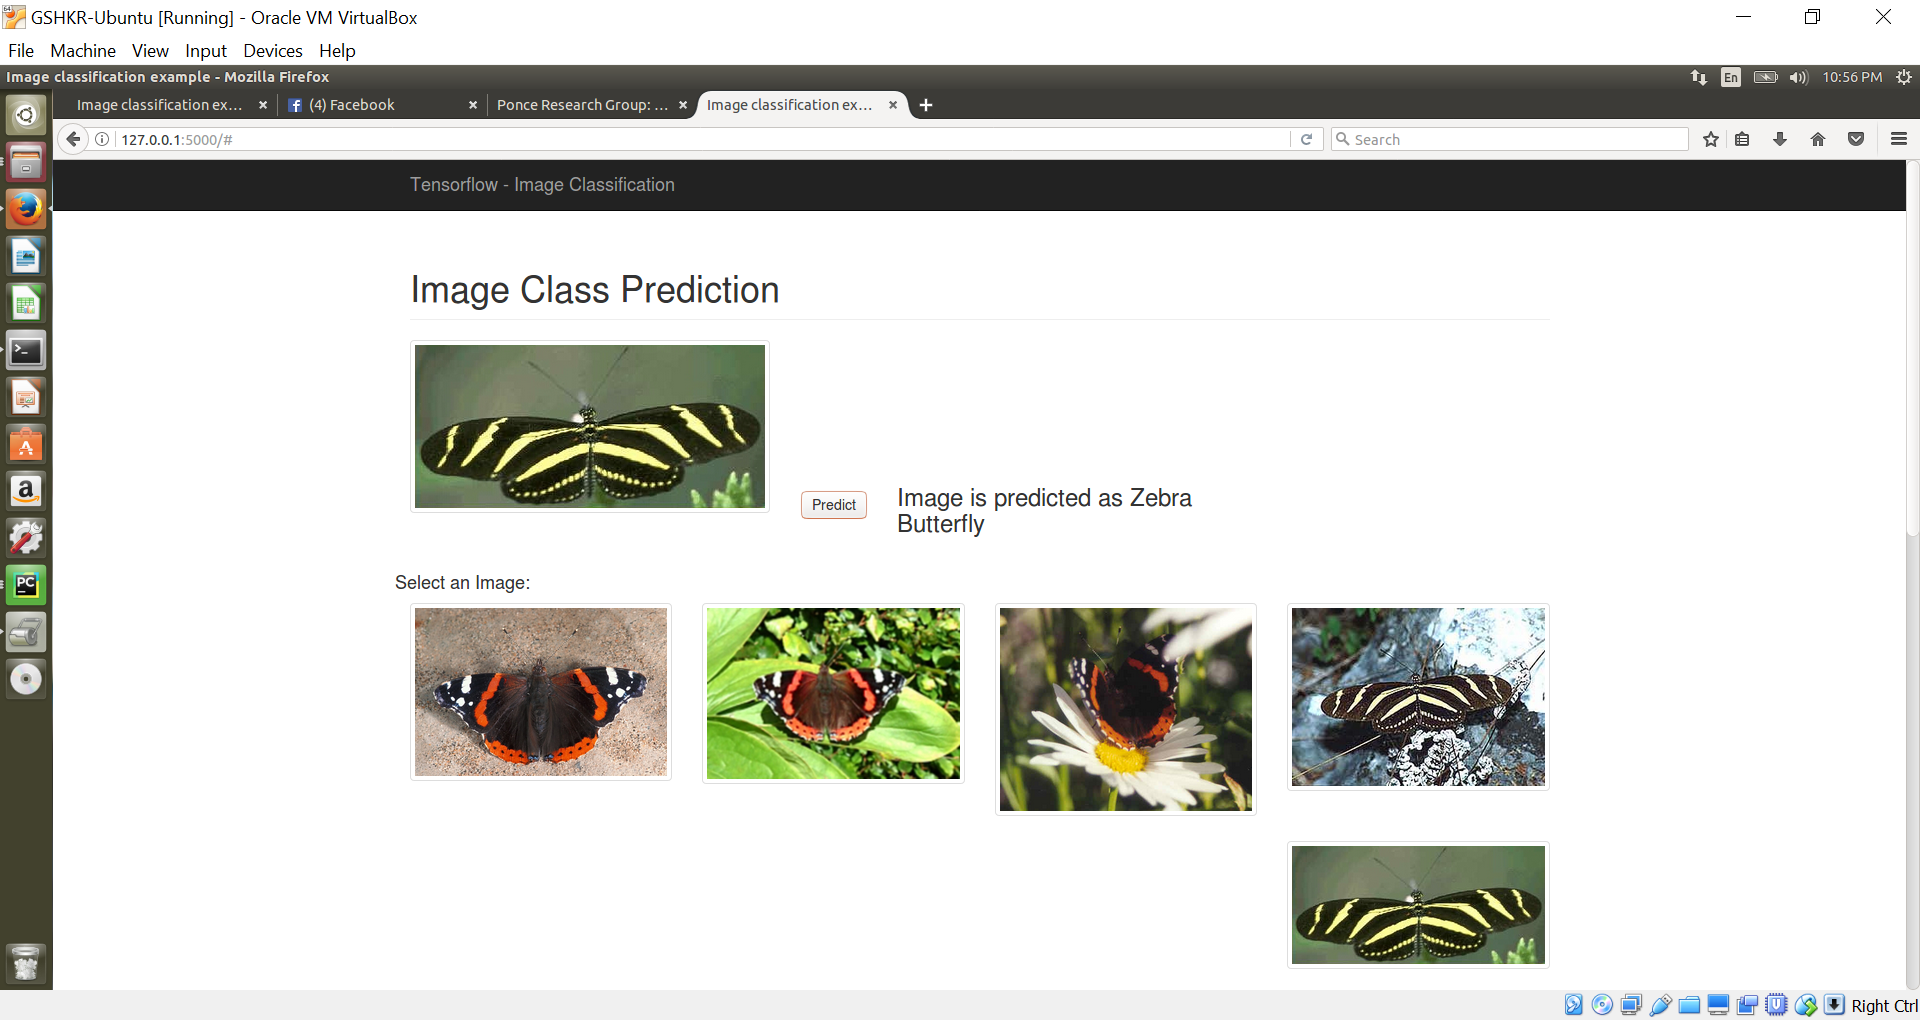 GSHKR-Ubuntu [Running] - Oracle VM VirtualBox
File Machine View Input Devices Help
Image classification example - Mozilla Firefox
En
10:56 PM
Image classification ex...
(4) Facebook
Ponce Research Group: ...
Image classification ex...
127.0.0.1:5000/#
Search
Tensorflow - Image Classification
Image Class Prediction
Predict
Image is predicted as Zebra
Butterfly
Select an Image:
PC
Right Ctrl